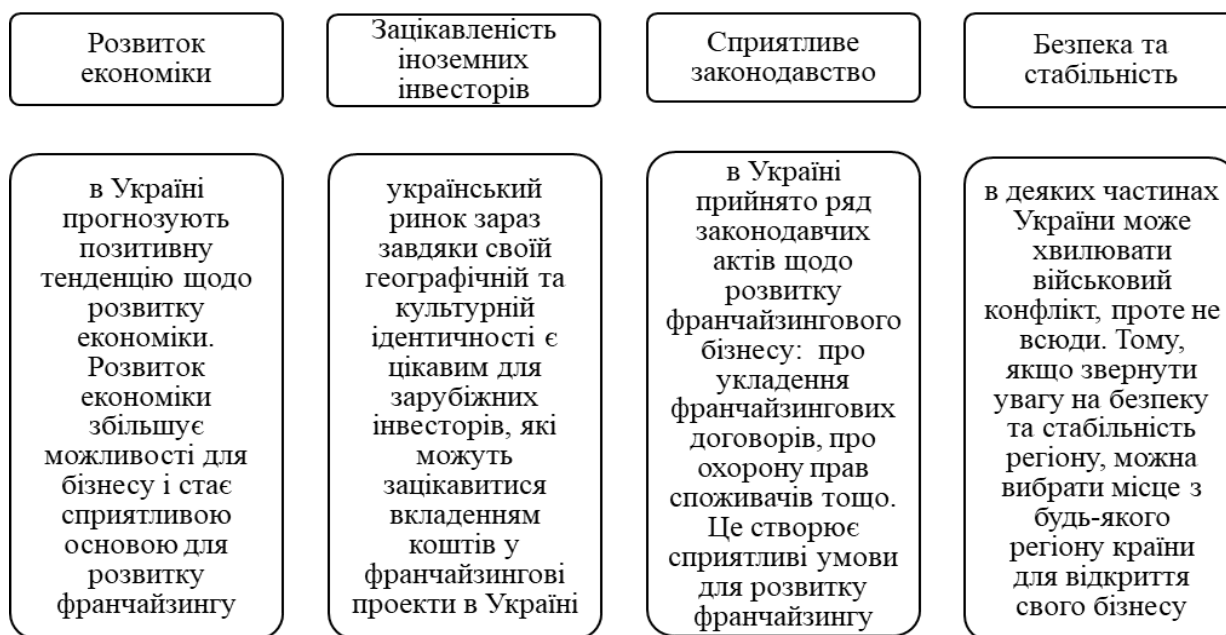 Розвиток
економіки
Зацікавленість
іноземних
інвесторів
Сприятливе
законодавство
Безпека та
стабільність
в Україні
прогнозують
позитивну
тенденцію щодо
розвитку
економіки.
Розвиток
економіки
збільшує
можливості для
бізнесу і стає
сприятливою
основою для
розвитку
франчайзингу
український
ринок зараз
завдяки своїй
географічній та
культурній
ідентичності є
цікавим для
зарубіжних
інвесторів, які
можуть
зацікавитися
вкладенням
коштів у
франчайзингові
проекти в Україні
в Україні
прийнято ряд
законодавчих
актів щодо
розвитку
франчайзингового
бізнесу:  про
укладення
франчайзингових
договорів, про
охорону прав
споживачів тощо.
Це створює
сприятливі умови
для розвитку
франчайзингу
в деяких частинах
України може
хвилювати
військовий
конфлікт, проте не
всюди. Тому,
якщо звернути
увагу на безпеку
та стабільність
регіону, можна
вибрати місце з
будь-якого
регіону країни
для відкриття
свого бізнесу